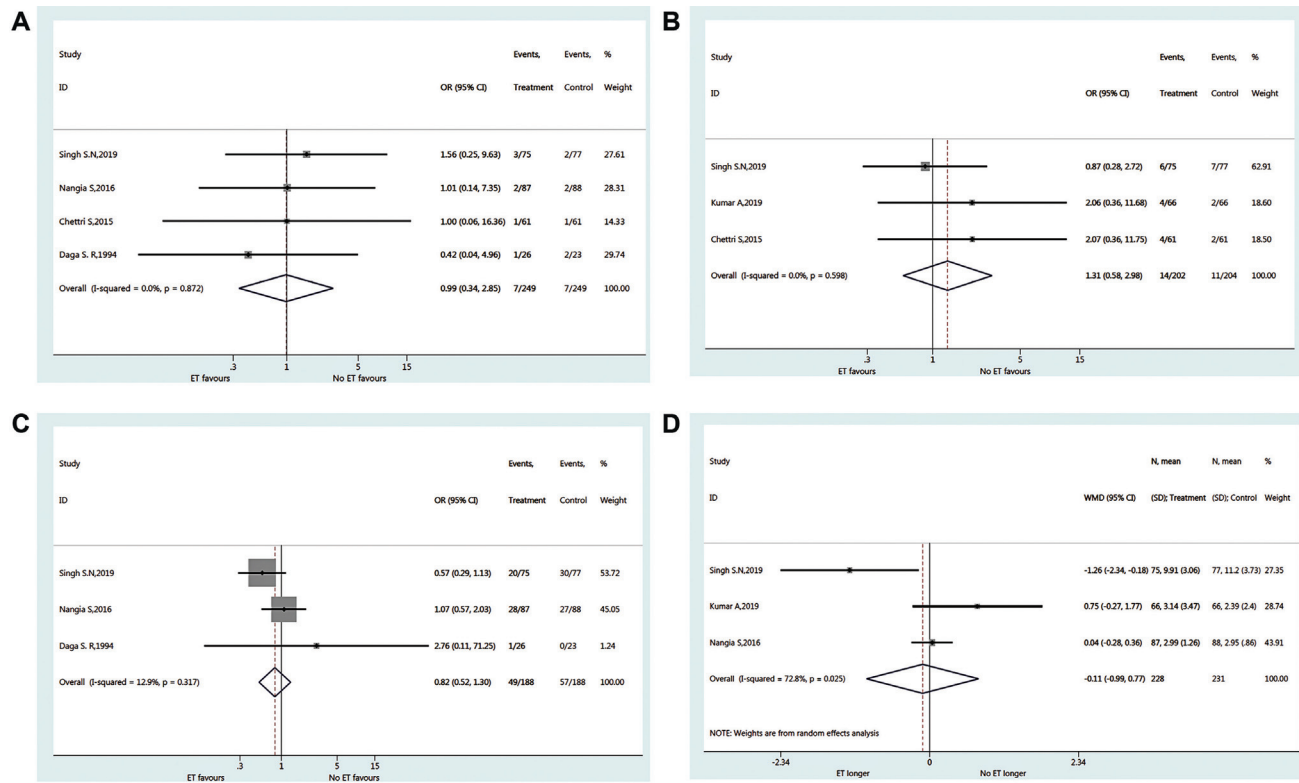 A
Study Events, Events, %
ID OR (95% CI) Treatment Control Weight
Singh S.N,2019 1.56 (0.25, 9.63) 3/75 2/77 27.61
Nangia S,2016 1.01 (0.14, 7.35) 2/87 2/88 28.31
Chettri S,2015 1.00 (0.06, 16.36) 1/61 1/61 14.33
Daga S. R,1994 0.42 (0.04, 4.96) 1/26 2/23 29.74
Overall (I-squared = 0.0%, p = 0.872) 0.99 (0.34, 2.85) 7/249 7/249 100.00
.3 1 5 15
ET favours No ET favours
B
Study Events, Events, %
ID OR (95% CI) Treatment Control Weight
Singh S.N,2019 0.87 (0.28, 2.72) 6/75 7/77 62.91
Kumar A,2019 2.06 (0.36, 11.68) 4/66 2/66 18.60
Chettri S,2015 2.07 (0.36, 11.75) 4/61 2/61 18.50
Overall (I-squared = 0.0%, p = 0.598) 1.31 (0.58, 2.98) 14/202 11/204 100.00
.3 1 5 15
ET favours No ET favours
C
Study Events, Events, %
ID OR (95% CI) Treatment Control Weight
Singh S.N,2019 0.57 (0.29, 1.13) 20/75 30/77 53.72
Nangia S,2016 1.07 (0.57, 2.03) 28/87 27/88 45.05
Daga S. R,1994 2.76 (0.11, 71.25) 1/26 0/23 1.24
Overall (I-squared = 12.9%, p = 0.317) 0.82 (0.52, 1.30) 49/188 57/188 100.00
.3 1 5 15
ET favours No ET favours
D
Study N, mean N, mean %
ID WMD (95% CI) (SD); Treatment (SD); Control Weight
Singh S.N,2019 -1.26 (-2.34, -0.18) 75, 9.91 (3.06) 77, 11.2 (3.73) 27.35
Kumar A,2019 0.75 (-0.27, 1.77) 66, 3.14 (3.47) 66, 2.39 (2.4) 28.74
Nangia S,2016 0.04 (-0.28, 0.36) 87, 2.99 (1.26) 88, 2.95 (.86) 43.91
Overall (I-squared = 72.8%, p = 0.025) -0.11 (-0.99, 0.77) 228 231 100.00
NOTE: Weights are from random effects analysis
-2.34 0 2.34
ET longer No ET longer